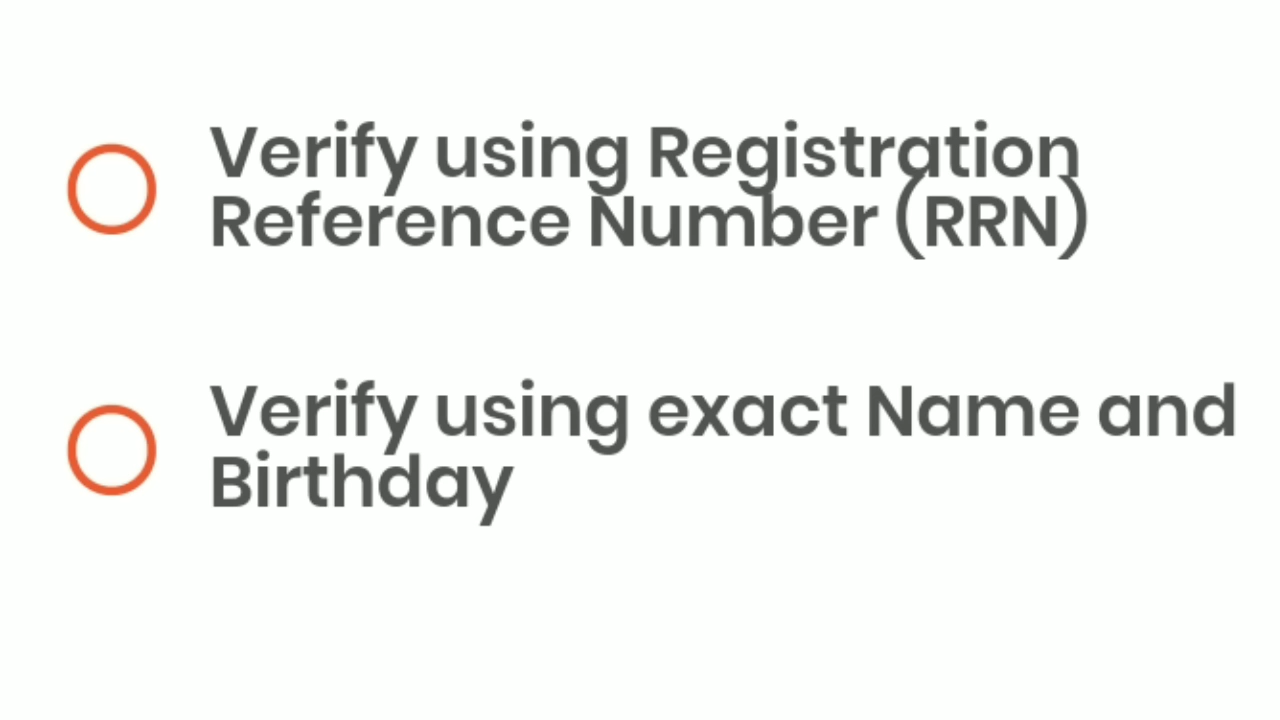 Verify using Registration
Reference Number (RRN)
Verify using exact Name and
Birthday